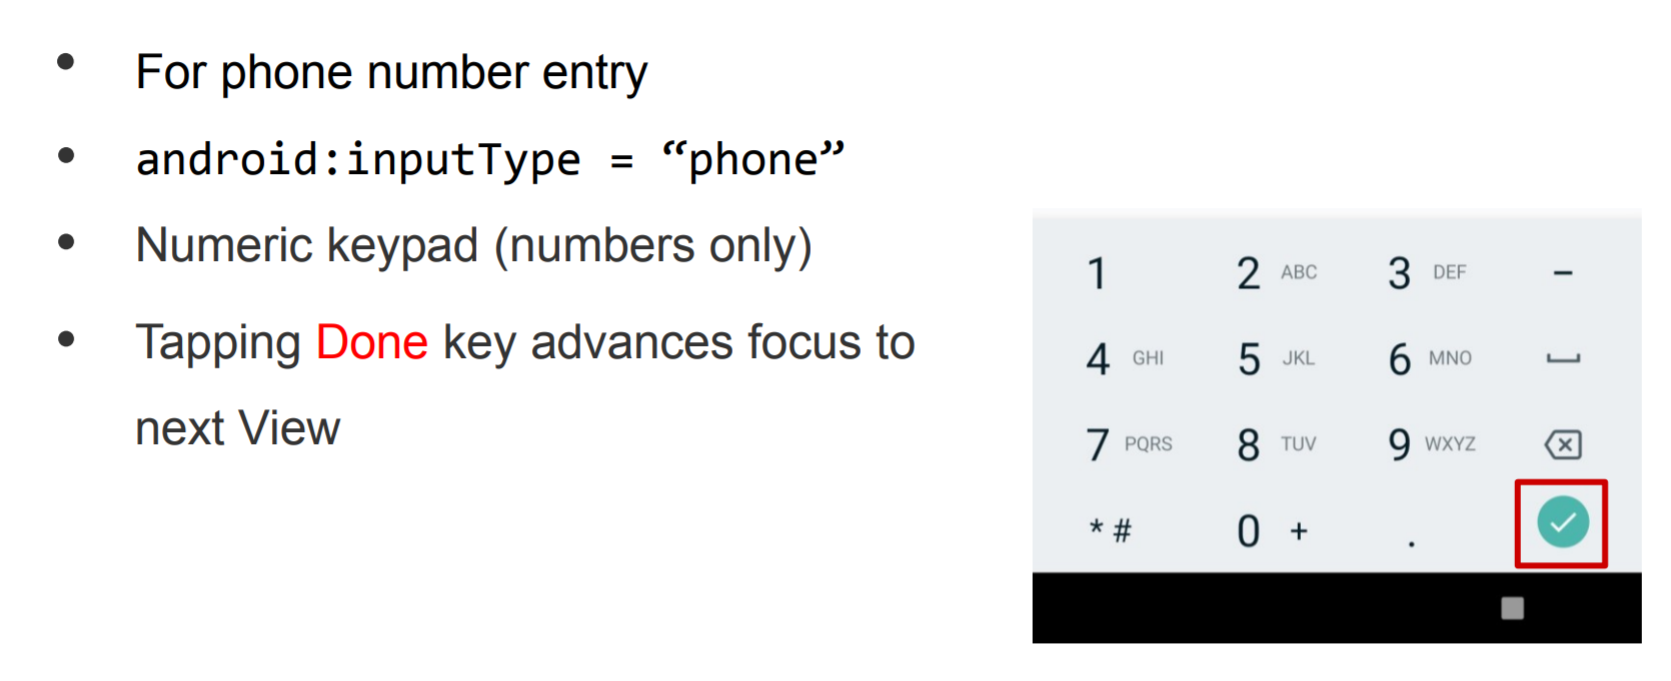 • For phone number entry
• android:inputType = “phone”
• Numeric keypad (numbers only)
• Tapping Done key advances focus to
next View
1 2 ABC 3 DEF -
4 GHI 5 JKL 6 MNO
7 PQRS 8 TUV 9 WXYZ
* # 0 + .